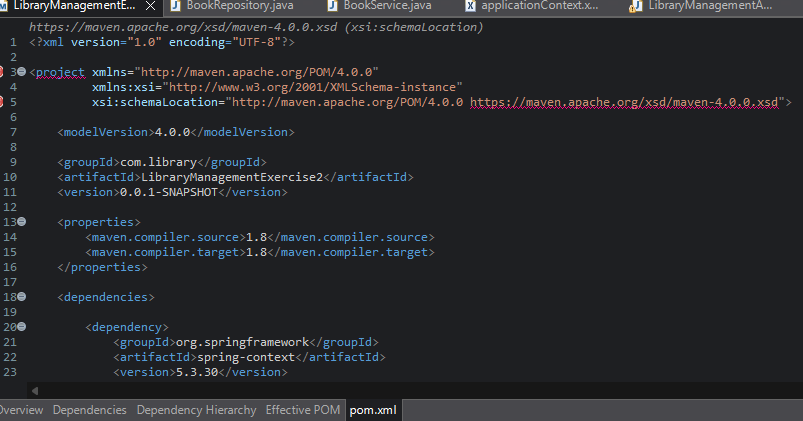 LibraryManagementE...
BookRepository.java
BookService.java
applicationContext.x...
LibraryManagementA...
https://maven.apache.org/xsd/maven-4.0.0.xsd (xsi:schemaLocation)
1 <?xml version="1.0" encoding="UTF-8"?>
2
3 <project xmlns="http://maven.apache.org/POM/4.0.0"
4 xmlns:xsi="http://www.w3.org/2001/XMLSchema-instance"
5 xsi:schemaLocation="http://maven.apache.org/POM/4.0.0 https://maven.apache.org/xsd/maven-4.0.0.xsd">
6
7 <modelVersion>4.0.0</modelVersion>
8
9 <groupId>com.library</groupId>
10 <artifactId>LibraryManagementExercise2</artifactId>
11 <version>0.0.1-SNAPSHOT</version>
12
13 <properties>
14 <maven.compiler.source>1.8</maven.compiler.source>
15 <maven.compiler.target>1.8</maven.compiler.target>
16 </properties>
17
18 <dependencies>
19
20 <dependency>
21 <groupId>org.springframework</groupId>
22 <artifactId>spring-context</artifactId>
23 <version>5.3.30</version>
Overview Dependencies Dependency Hierarchy Effective POM pom.xml